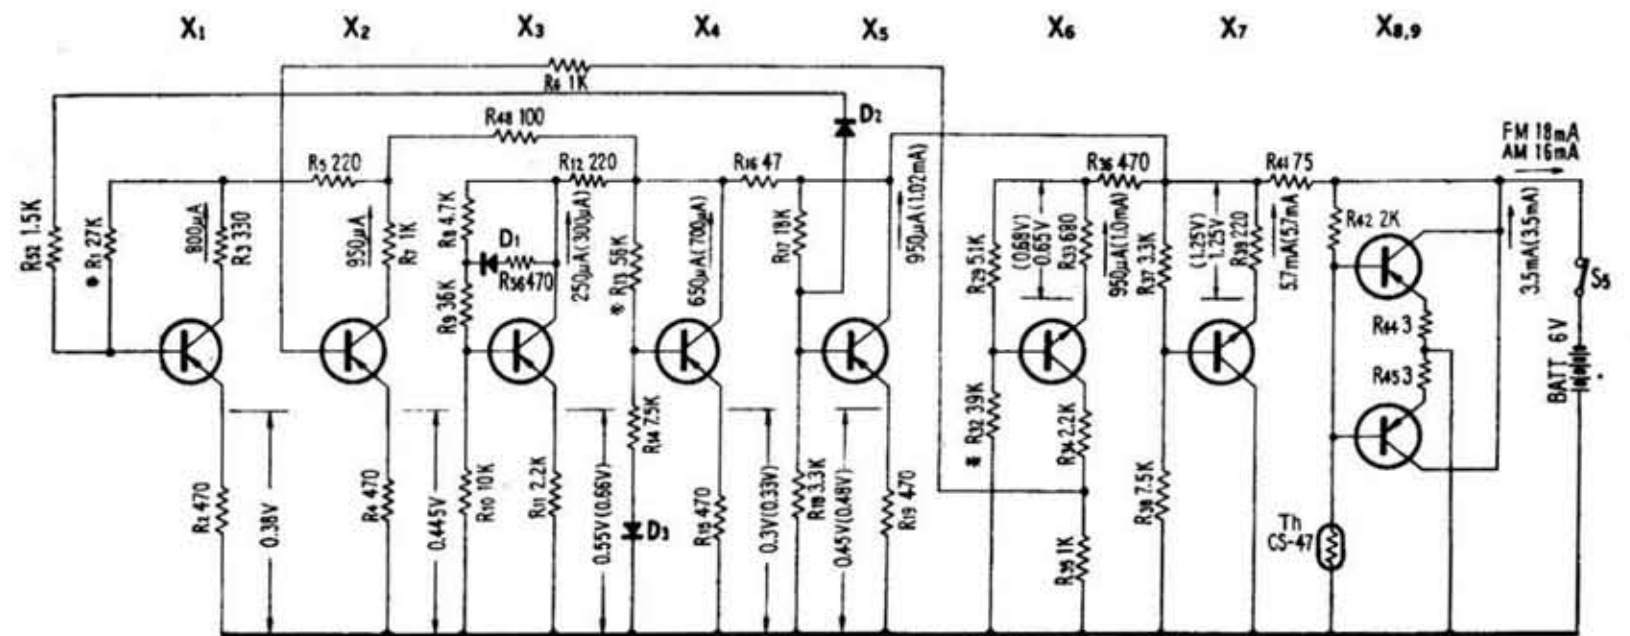 X1 X2 X3 X4 X5 X6 X7 X8,9
R6 1K
D2
R48 100
FM 18mA
AM 16mA
R5 220
R12 220
R16 47
R36 470
R41 75
R52 1.5K
● R1 27K
800μA
R3 330
950μA
R7 1K
R8 4.7K
D1
R56 470
R9 36K
250μA(300μA)
※ R13 56K
650μA(700μA)
R17 18K
950μA(1.02mA)
R29 5.1K
(0.68V)
0.65V
R33 680
950μA(1.0mA)
R37 3.3K
(1.25V)
1.25V
R39 220
5.7mA(5.7mA)
R42 2K
3.5mA(3.5mA)
S5
R44 3
R45 3
BATT 6V
R2 470
0.38V
R4 470
0.445V
R10 10K
R11 2.2K
0.55V(0.66V)
R14 7.5K
D3
R15 470
0.3V(0.33V)
R18 3.3K
0.45V(0.48V)
R19 470
※ R32 39K
R34 2.2K
R35 1K
R38 7.5K
Th
CS-47